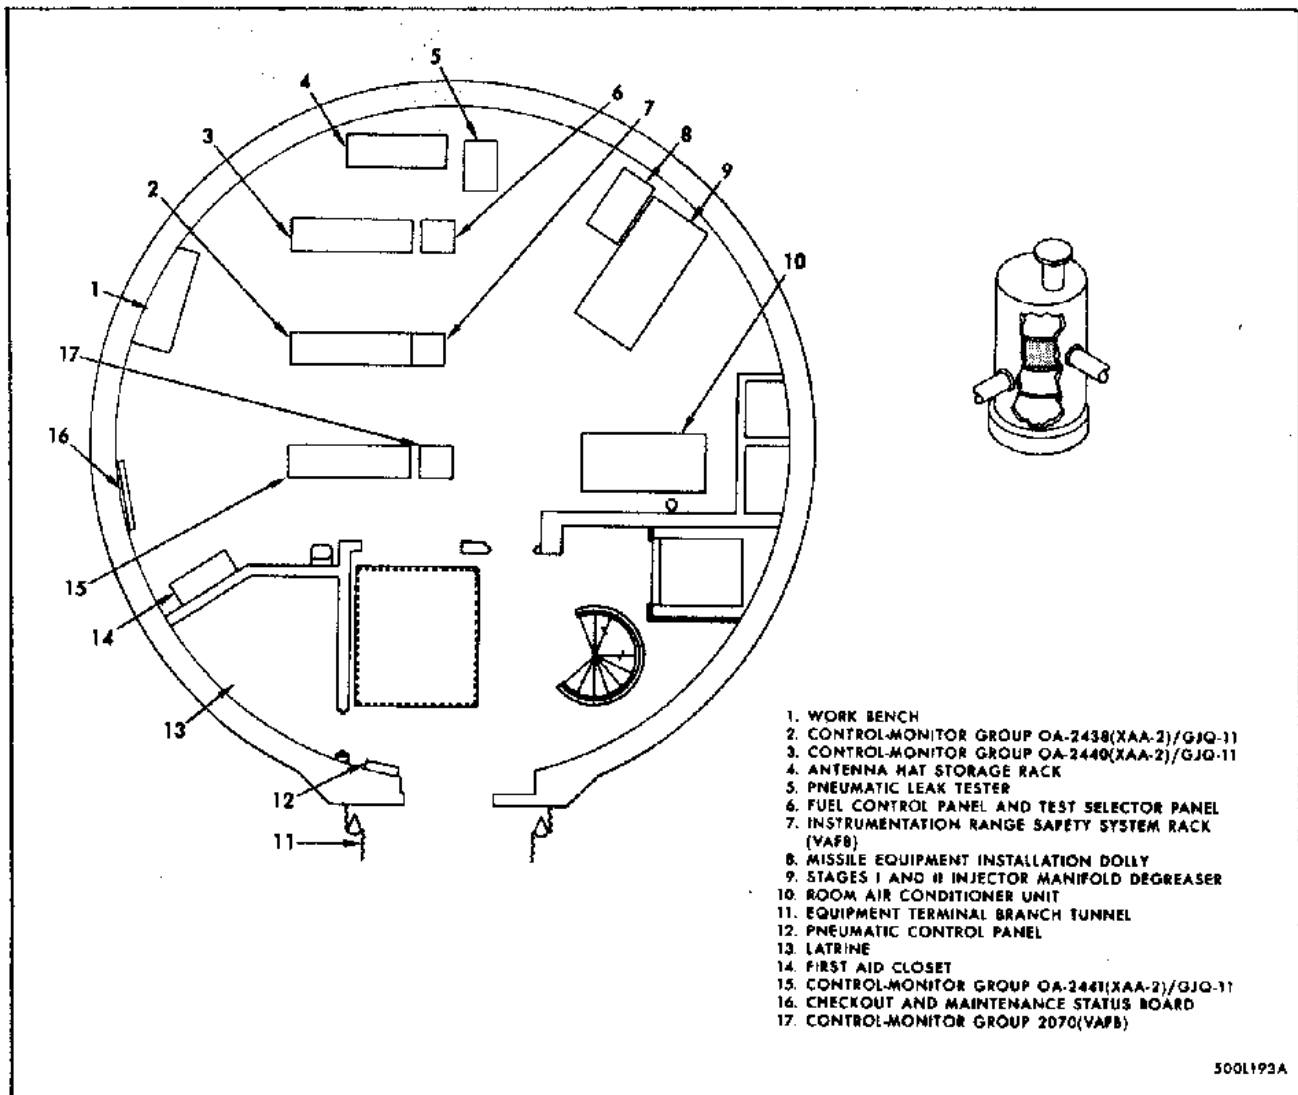 5
4
6
7
3
8
9
2
10
1
17
16
15
14
13
12
11
1. WORK BENCH
2. CONTROL-MONITOR GROUP OA-2438(XAA-2)/GJQ-11
3. CONTROL-MONITOR GROUP OA-2440(XAA-2)/GJQ-11
4. ANTENNA HAT STORAGE RACK
5. PNEUMATIC LEAK TESTER
6. FUEL CONTROL PANEL AND TEST SELECTOR PANEL
7. INSTRUMENTATION RANGE SAFETY SYSTEM RACK
(VAFB)
8. MISSILE EQUIPMENT INSTALLATION DOLLY
9. STAGES I AND II INJECTOR MANIFOLD DEGREASER
10. ROOM AIR CONDITIONER UNIT
11. EQUIPMENT TERMINAL BRANCH TUNNEL
12. PNEUMATIC CONTROL PANEL
13. LATRINE
14. FIRST AID CLOSET
15. CONTROL-MONITOR GROUP OA-2441(XAA-2)/GJQ-11
16. CHECKOUT AND MAINTENANCE STATUS BOARD
17. CONTROL-MONITOR GROUP 2070(VAFB)
500L193A